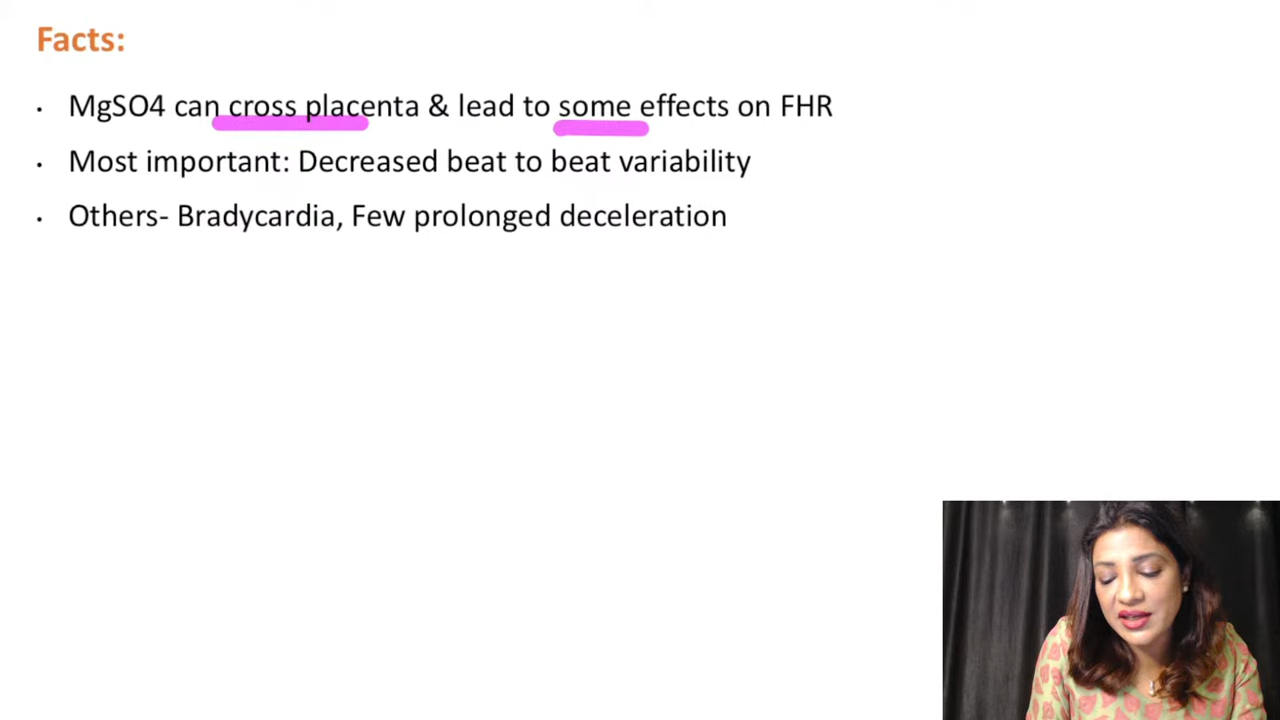 Facts:
• MgSO4 can cross placenta & lead to some effects on FHR
• Most important: Decreased beat to beat variability
• Others- Bradycardia, Few prolonged deceleration